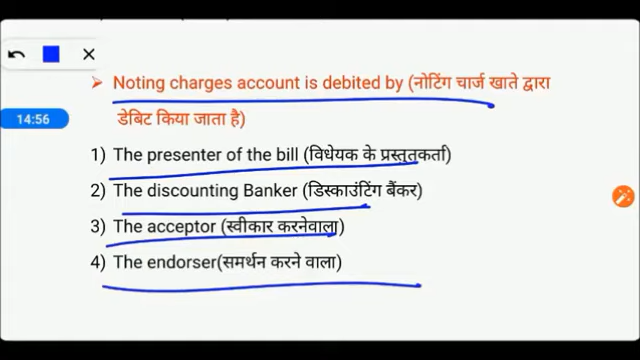 ➢ Noting charges account is debited by (नोटिंग चार्ज खाते द्वारा
14:56
डेबिट किया जाता है)
1) The presenter of the bill (विधेयक के प्रस्तुतकर्ता)
2) The discounting Banker (डिस्काउंटिंग बैंकर)
3) The acceptor (स्वीकार करनेवाला)
4) The endorser(समर्थन करने वाला)